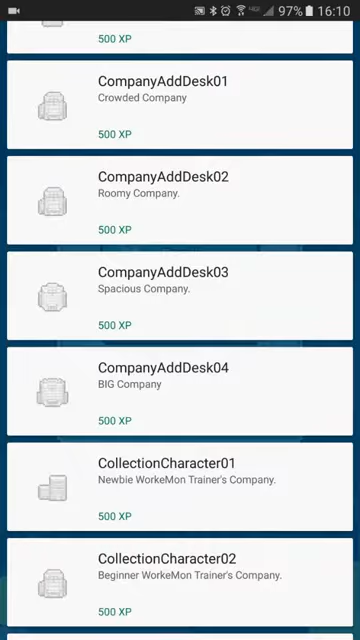 97% 16:10
500 XP
CompanyAddDesk01
Crowded Company
500 XP
CompanyAddDesk02
Roomy Company.
500 XP
CompanyAddDesk03
Spacious Company.
500 XP
CompanyAddDesk04
BIG Company
500 XP
CollectionCharacter01
Newbie WorkeMon Trainer's Company.
500 XP
CollectionCharacter02
Beginner WorkeMon Trainer's Company.
500 XP